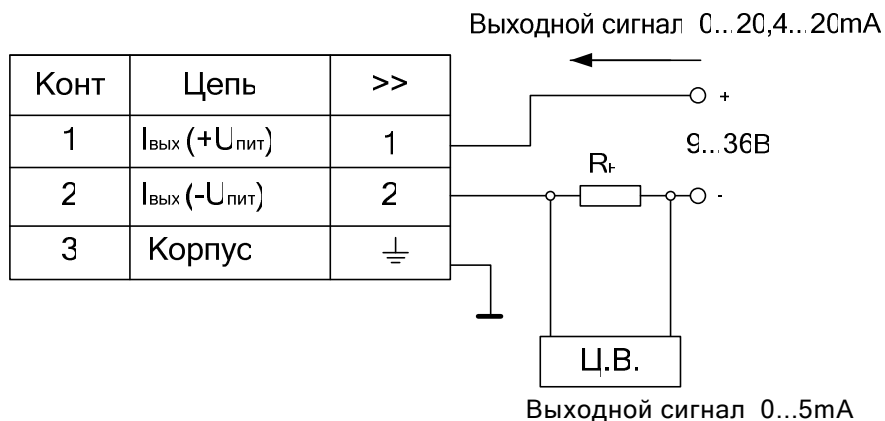 Выходной сигнал 0...20,4...20mA
Конт Цепь >>
+
1 Iвых (+Uпит) 1
9...36В
Rн
2 Iвых (-Uпит) 2
-
3 Корпус
Ц.В.
Выходной сигнал 0...5mA